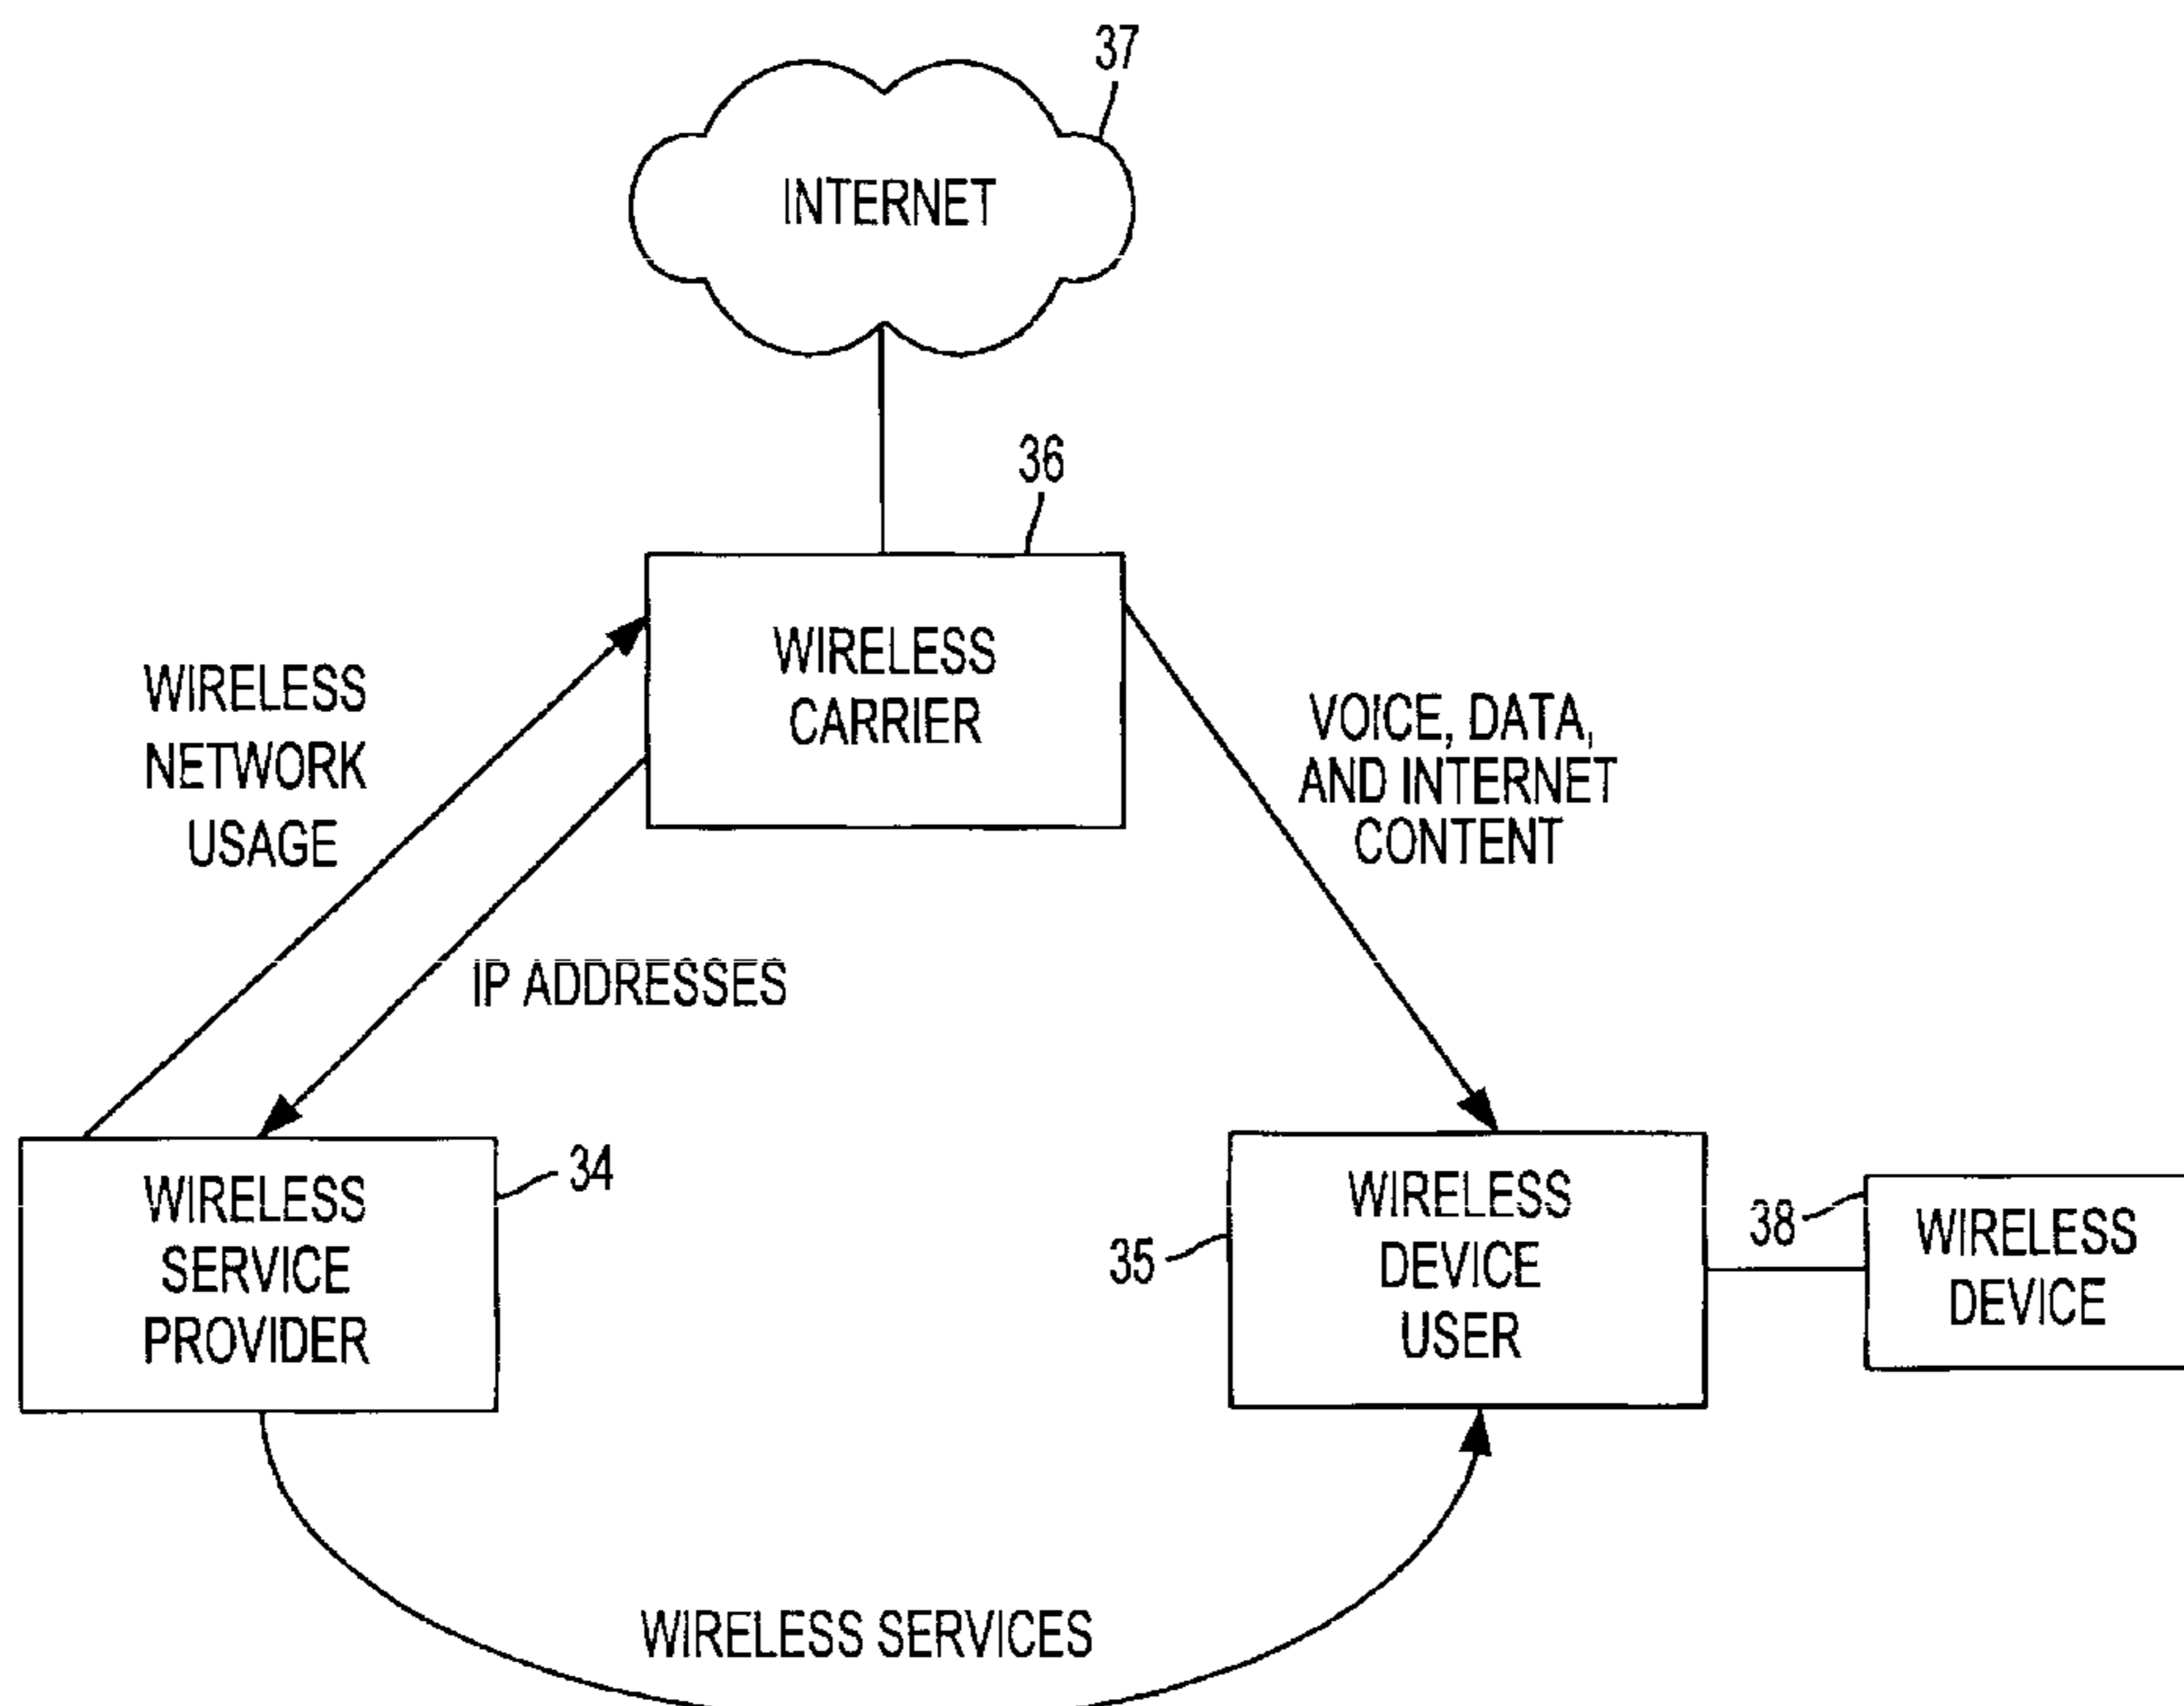 37
INTERNET
36
WIRELESS
CARRIER
WIRELESS
NETWORK
USAGE
VOICE, DATA,
AND INTERNET
CONTENT
IP ADDRESSES
WIRELESS
SERVICE
PROVIDER
34
35
WIRELESS
DEVICE
USER
38
WIRELESS
DEVICE
WIRELESS SERVICES